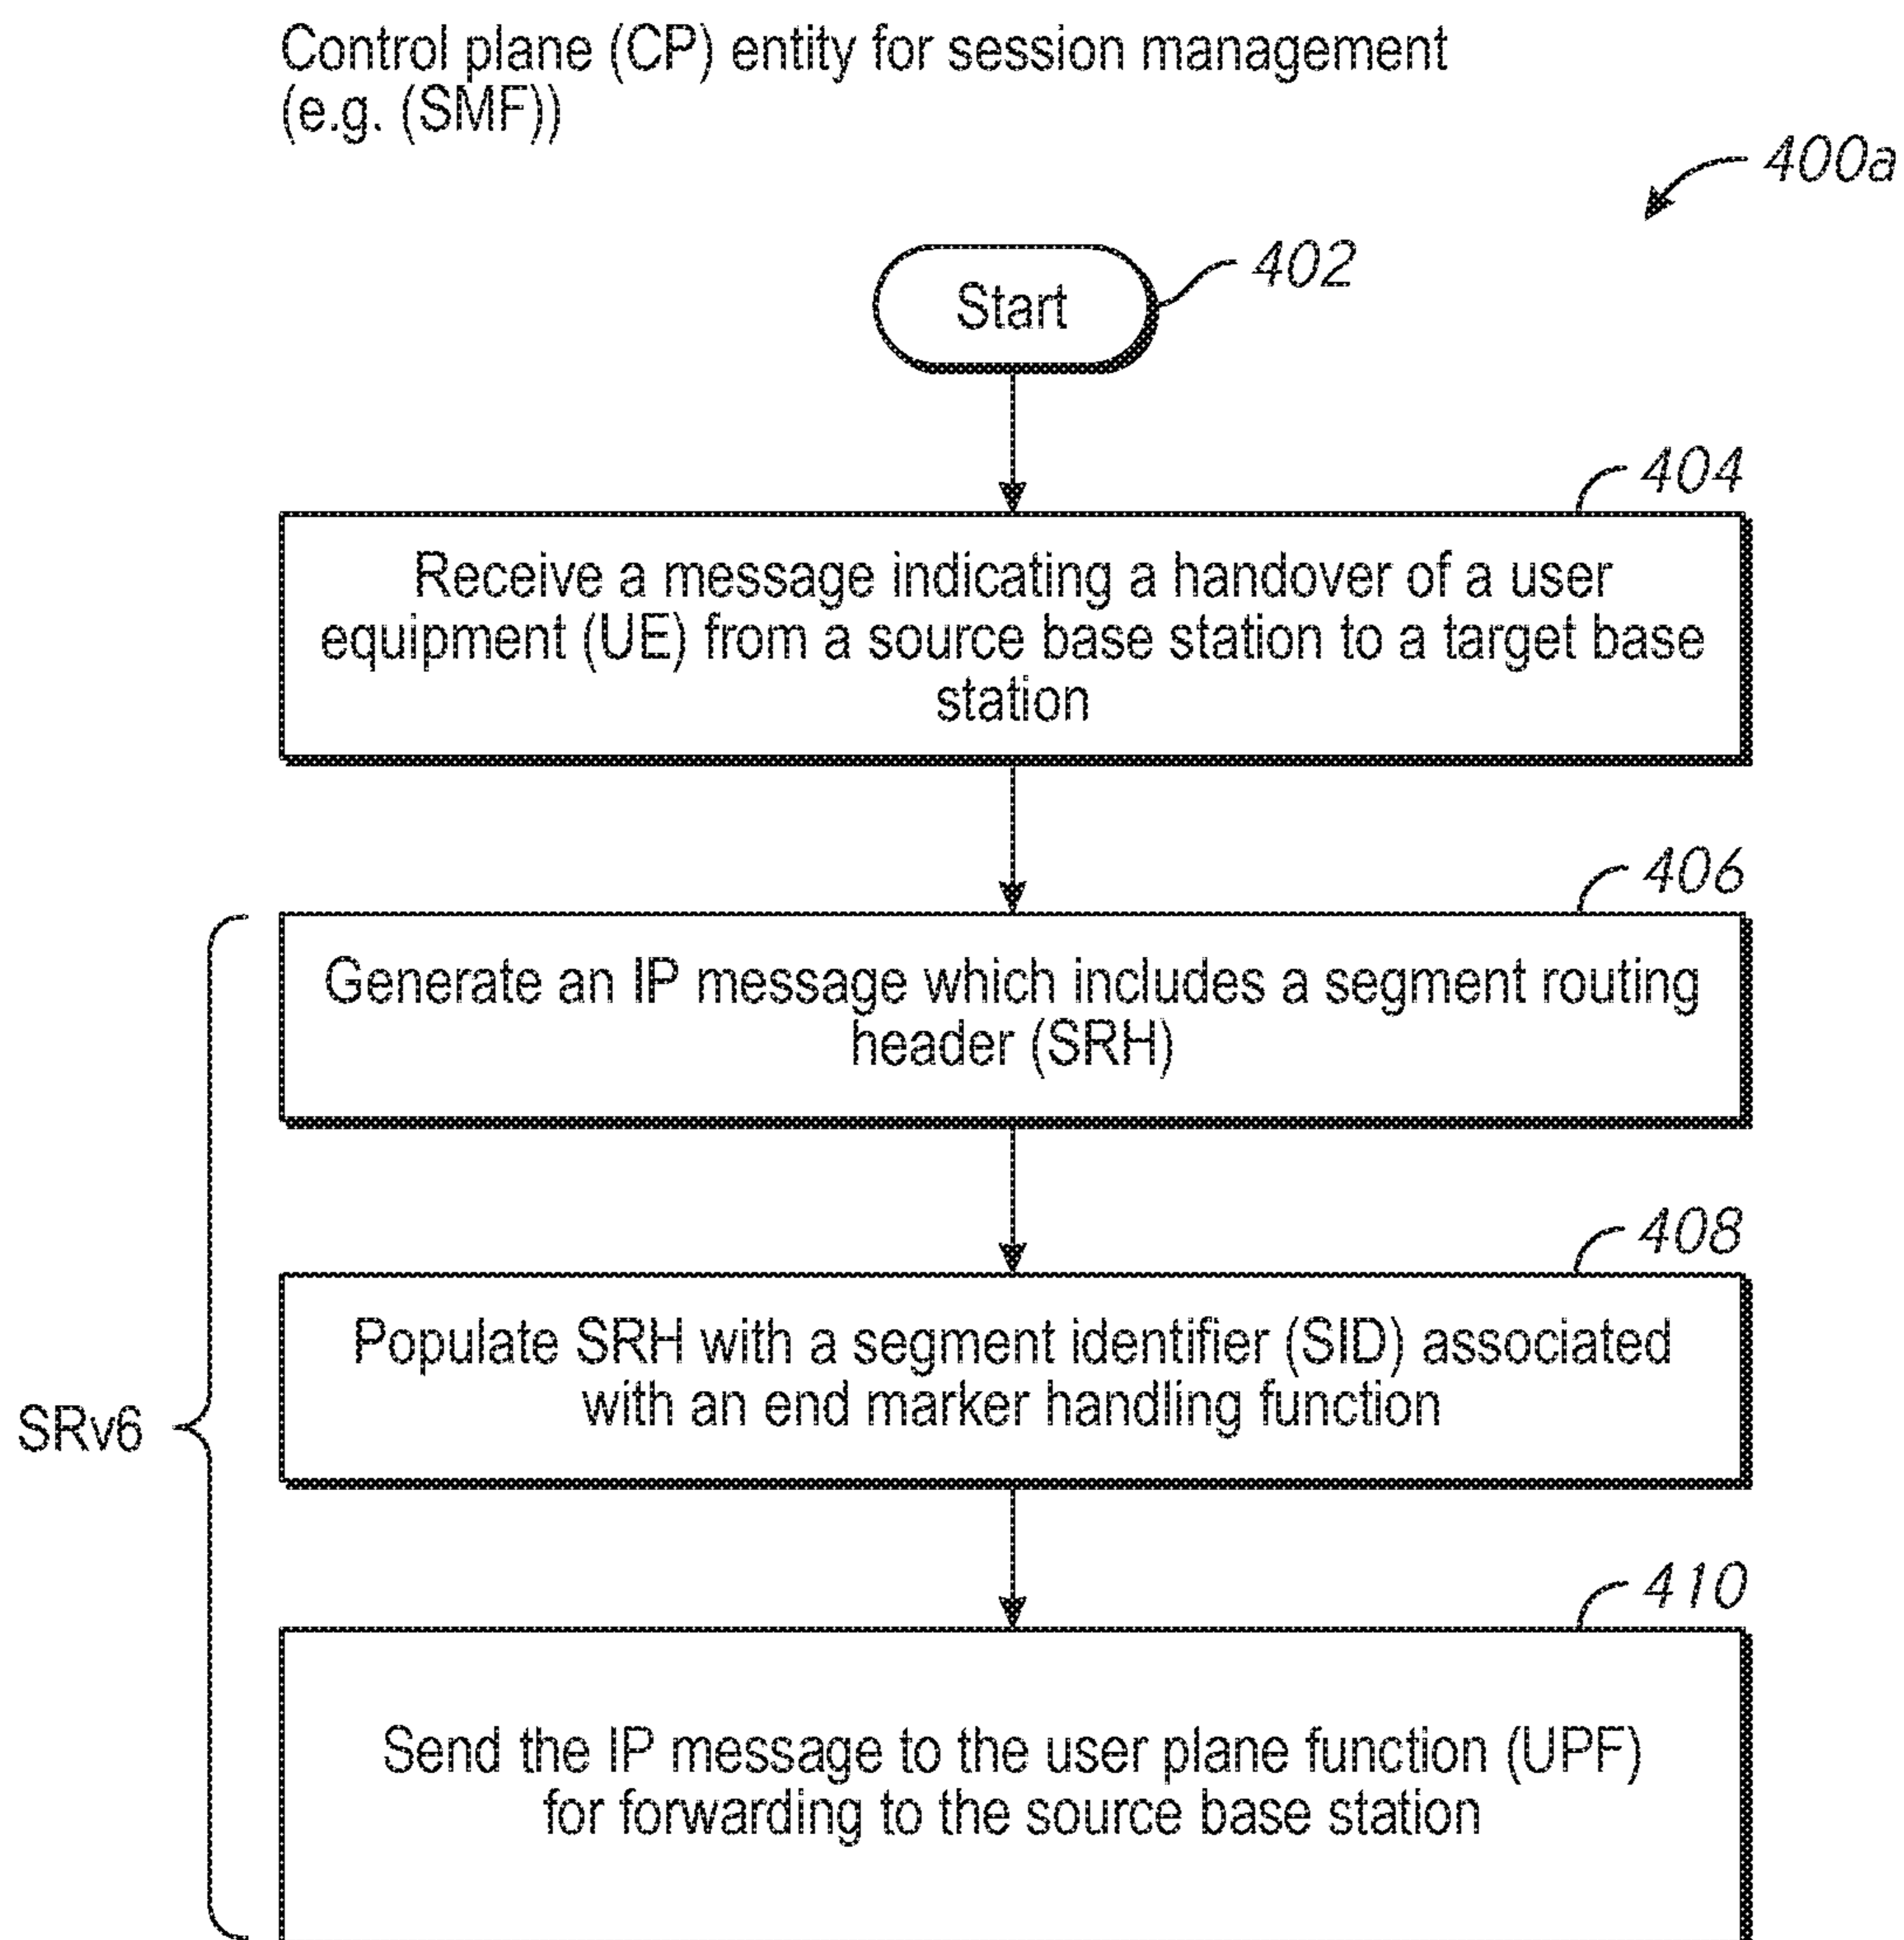 Control plane (CP) entity for session management
(e.g. (SMF))
400a
Start
402
404
Receive a message indicating a handover of a user
equipment (UE) from a source base station to a target base
station
406
Generate an IP message which includes a segment routing
header (SRH)
408
Populate SRH with a segment identifier (SID) associated
with an end marker handling function
SRv6
410
Send the IP message to the user plane function (UPF)
for forwarding to the source base station